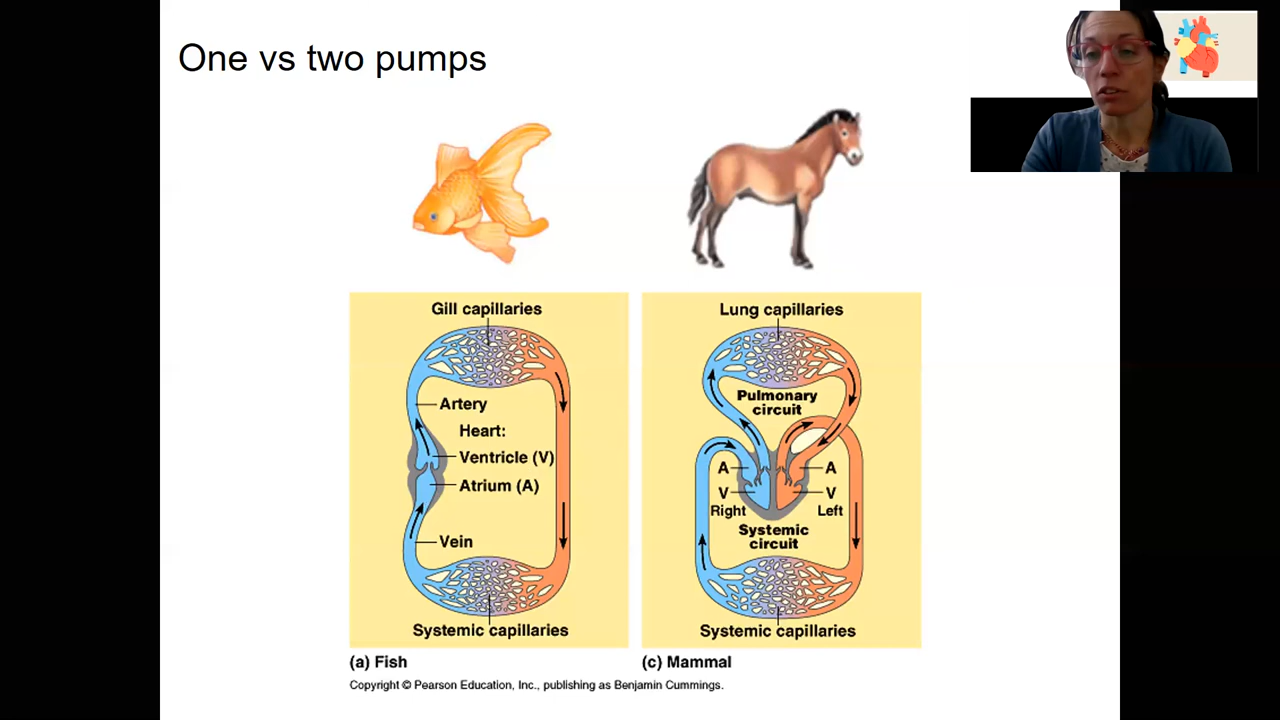 One vs two pumps
Gill capillaries
Artery
Heart:
Ventricle (V)
Atrium (A)
Vein
Systemic capillaries
(a) Fish
Lung capillaries
Pulmonary
circuit
A
A
V
V
Right
Left
Systemic
circuit
Systemic capillaries
(c) Mammal
Copyright © Pearson Education, Inc., publishing as Benjamin Cummings.